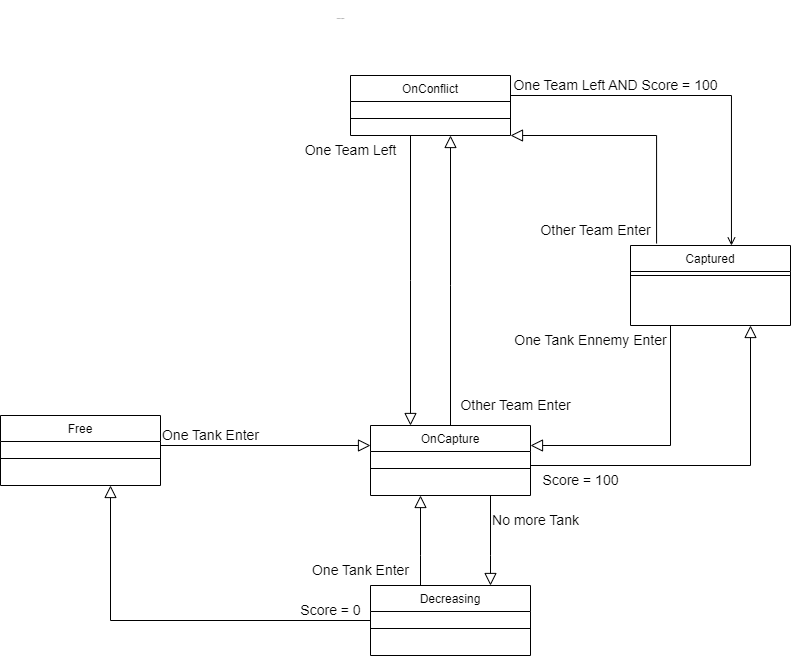 OnConflict
One Team Left AND Score = 100
One Team Left
Other Team Enter
Captured
One Tank Ennemy Enter
Other Team Enter
Free
One Tank Enter
OnCapture
Score = 100
No more Tank
One Tank Enter
Decreasing
Score = 0